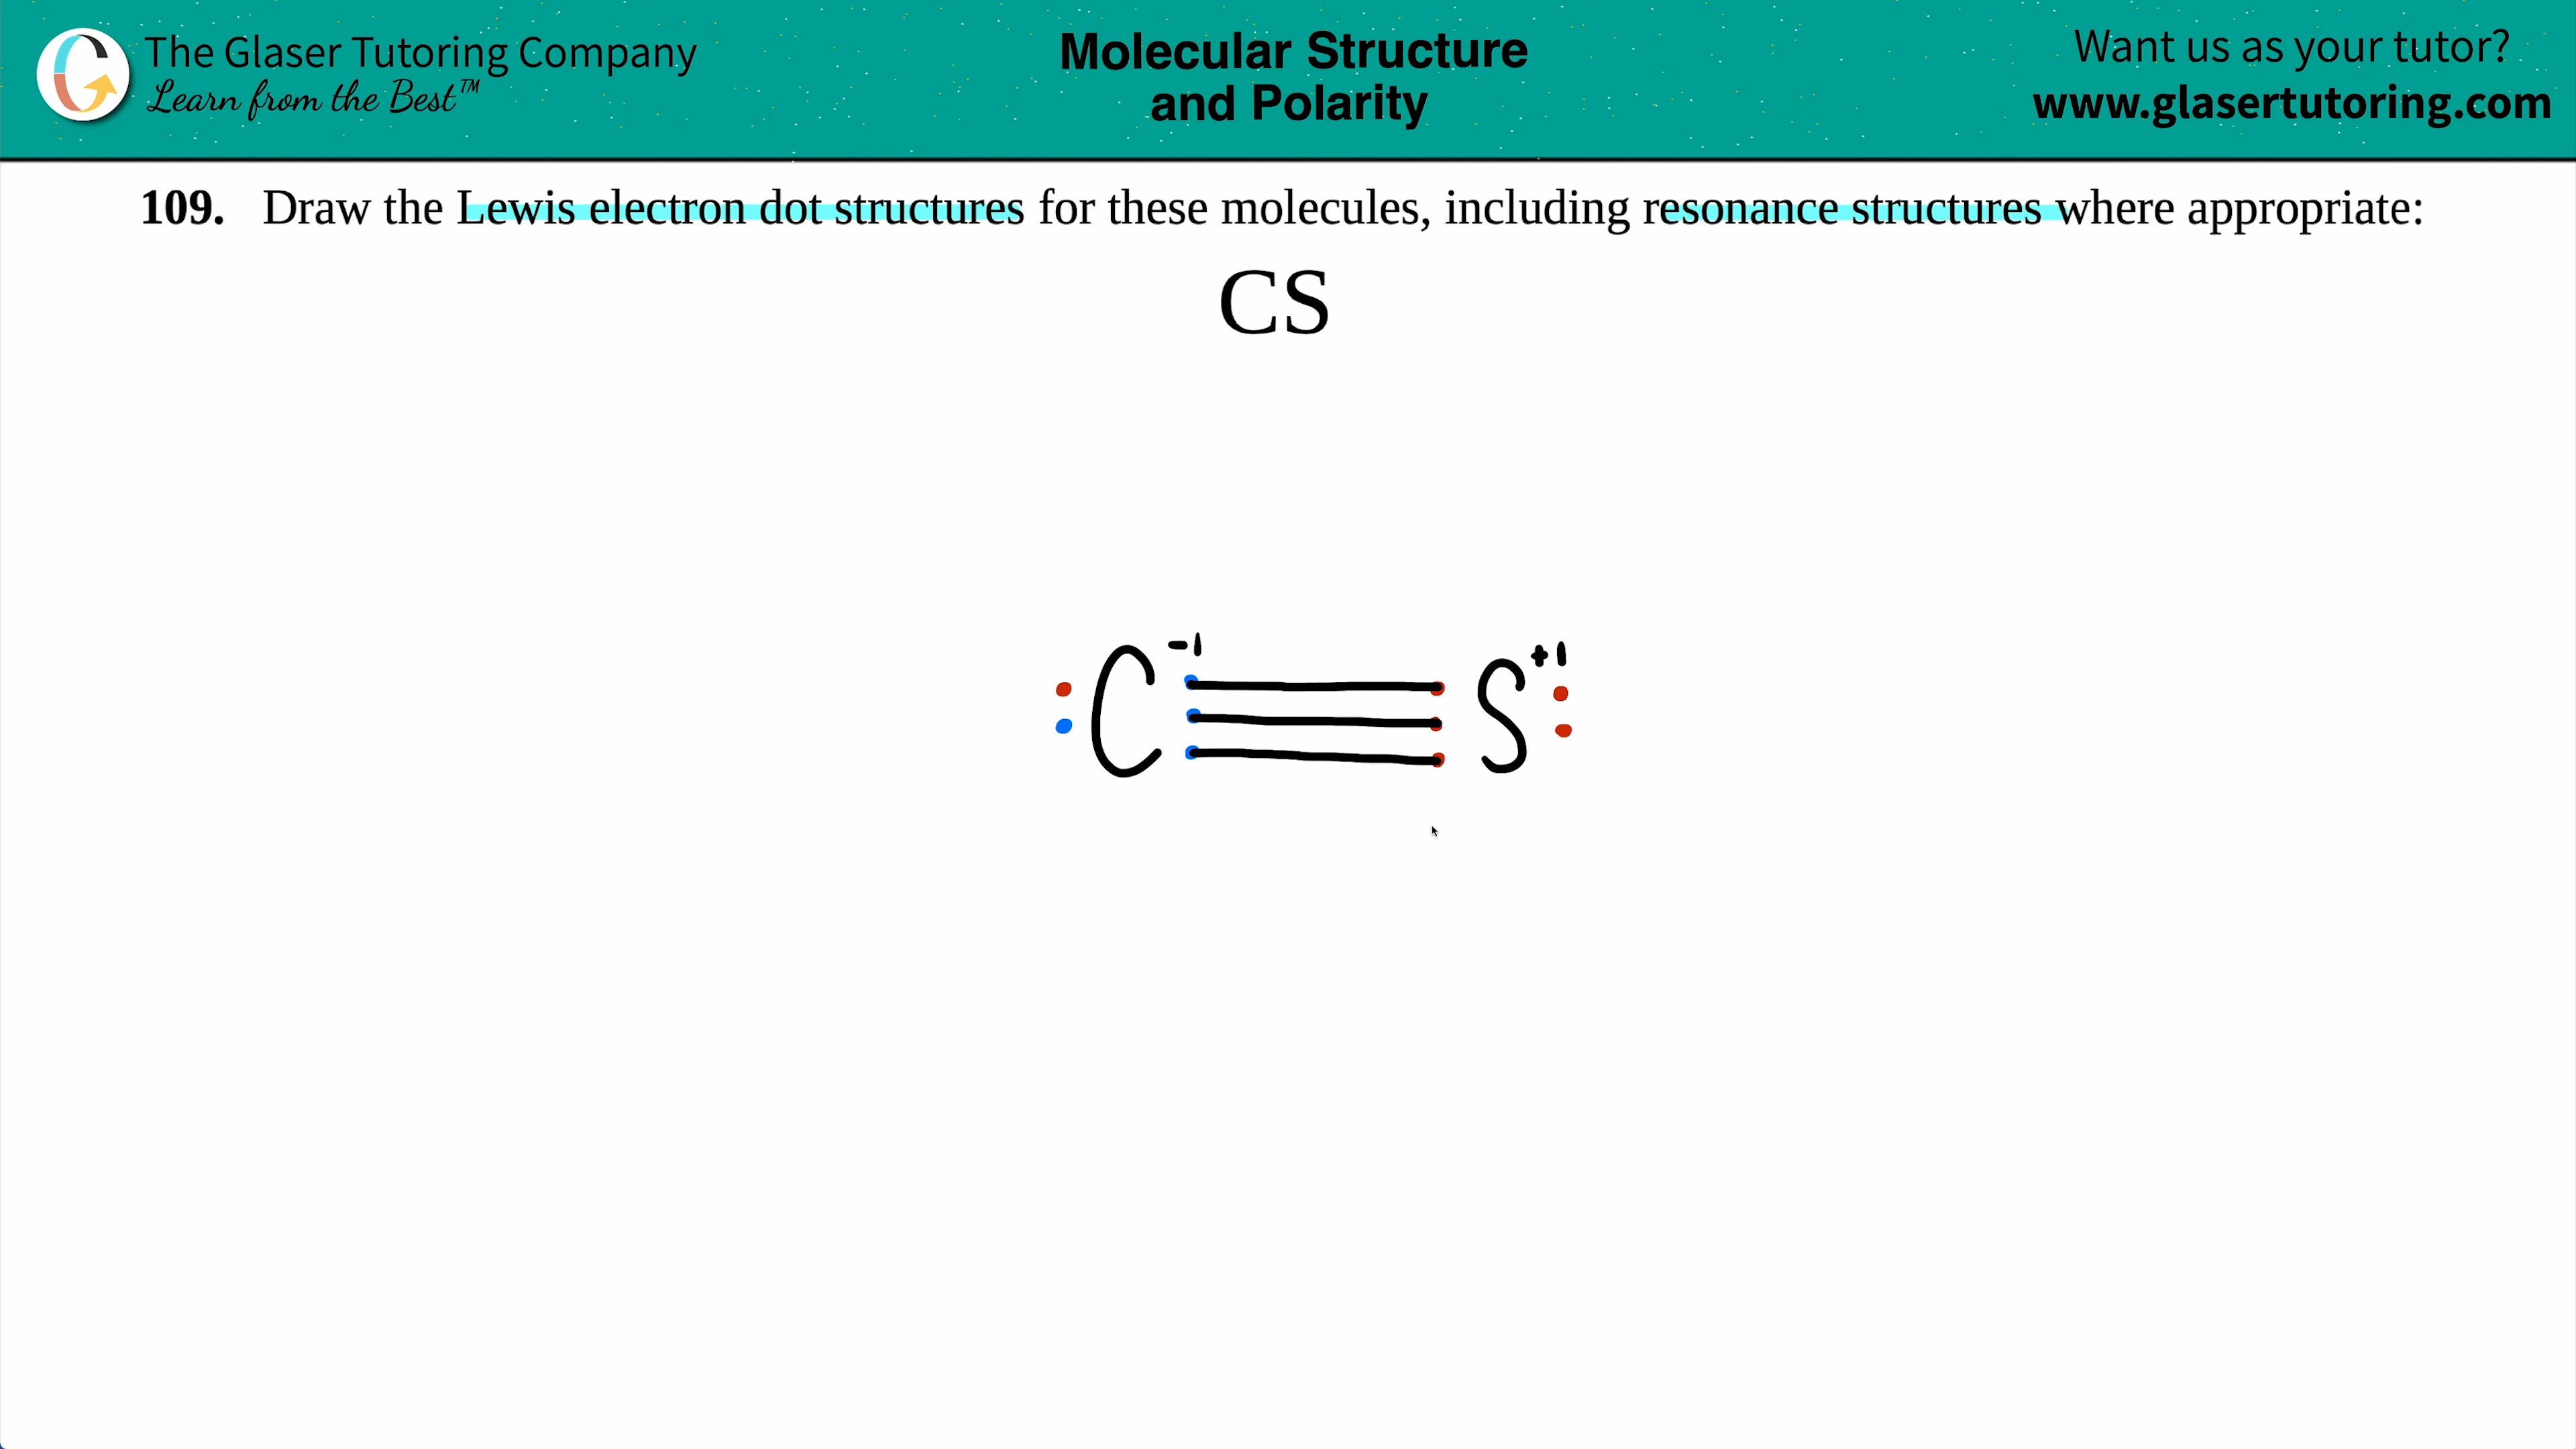 The Glaser Tutoring Company
Learn from the Best™
Molecular Structure
and Polarity
Want us as your tutor?
www.glasertutoring.com
109. Draw the Lewis electron dot structures for these molecules, including resonance structures where appropriate:
CS
:C⁻¹≡S⁺¹: